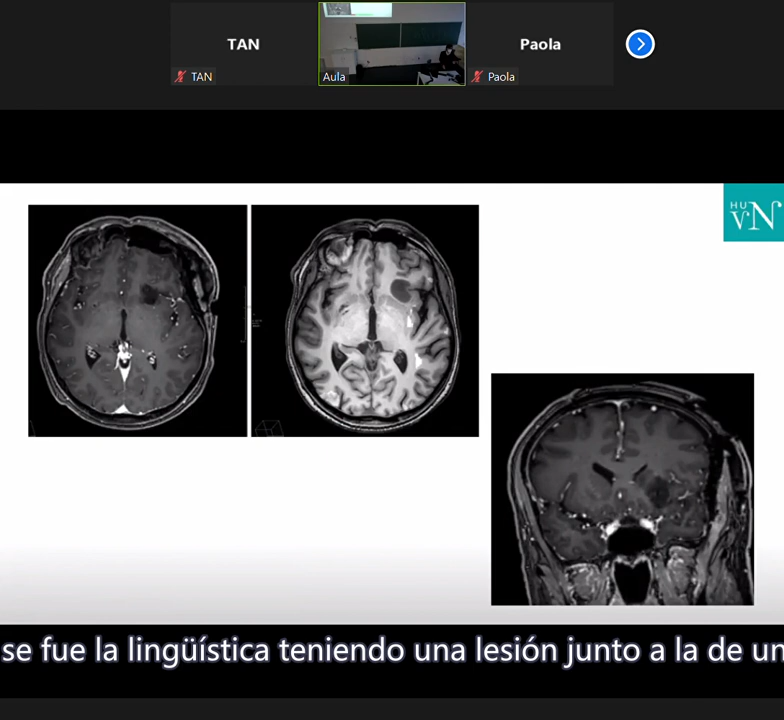 TAN
Paola
TAN
Aula
Paola
HU
VN
se fue la lingüística teniendo una lesión junto a la de un